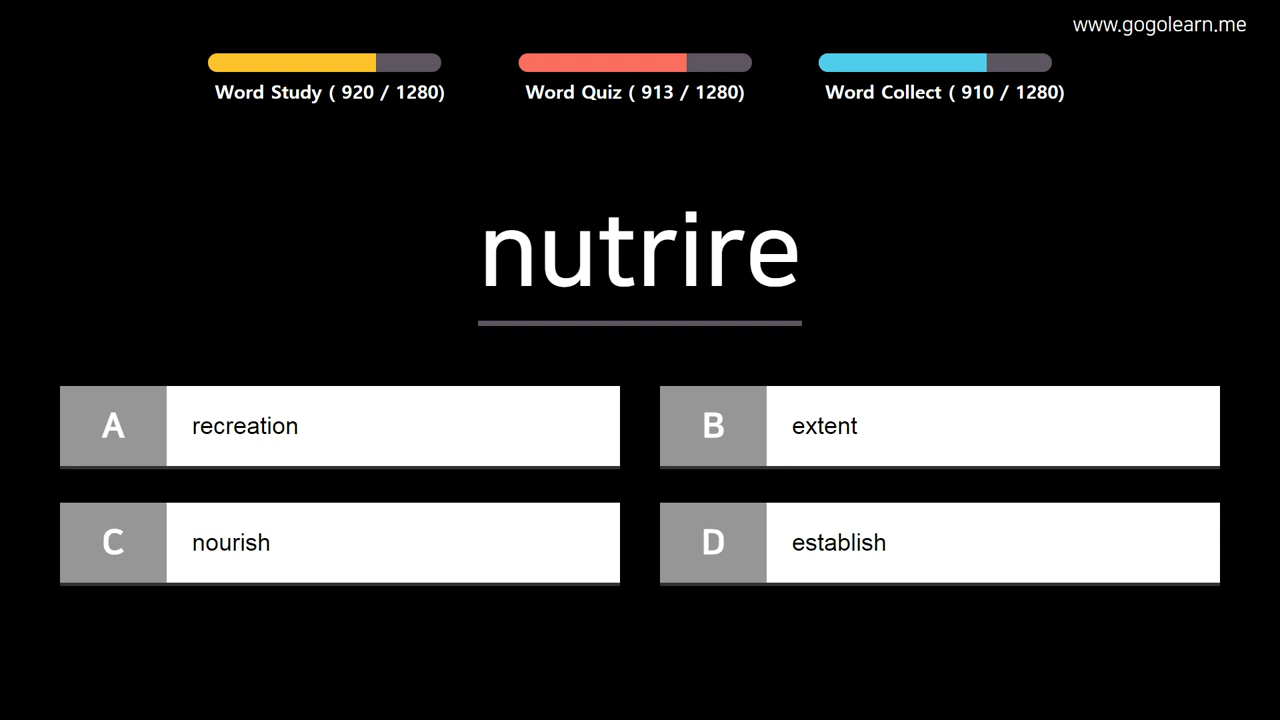 www.gogolearn.me
Word Study ( 920 / 1280)
Word Quiz ( 913 / 1280)
Word Collect ( 910 / 1280)
nutrire
A
recreation
B
extent
C
nourish
D
establish